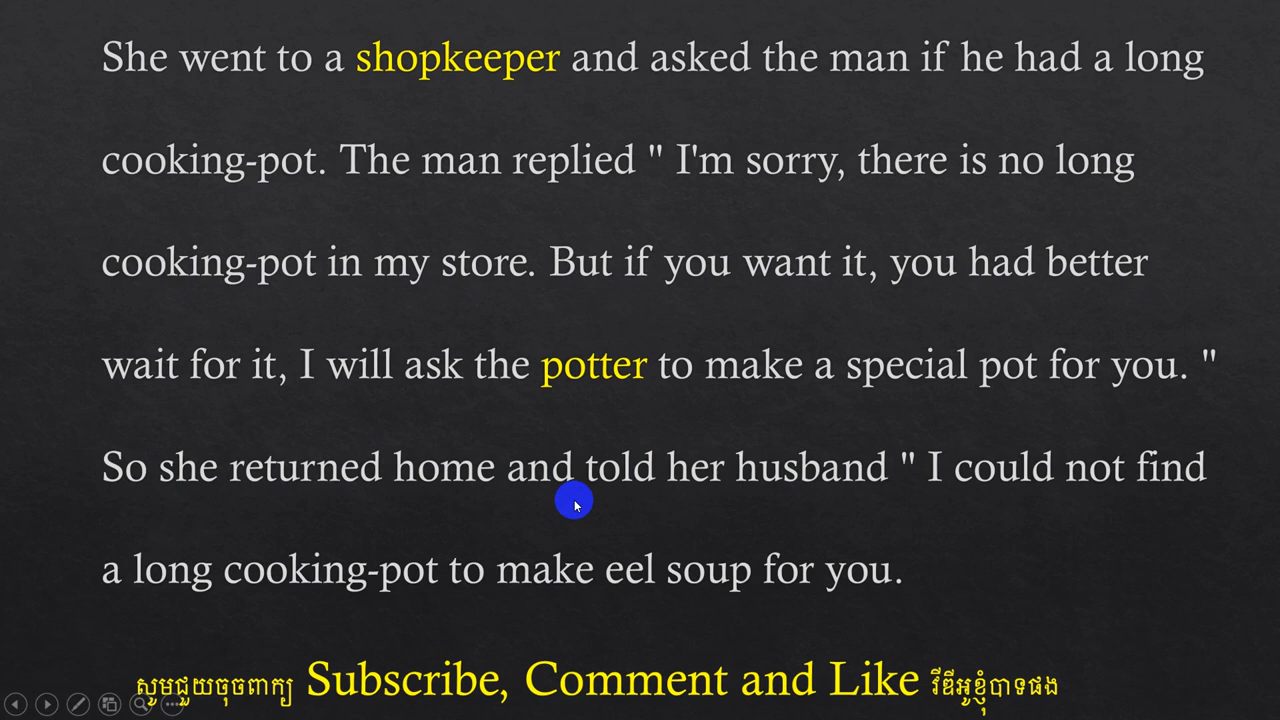 She went to a shopkeeper and asked the man if he had a long
cooking-pot. The man replied " I'm sorry, there is no long
cooking-pot in my store. But if you want it, you had better
wait for it, I will ask the potter to make a special pot for you. "
So she returned home and told her husband " I could not find
a long cooking-pot to make eel soup for you.
សូមជួយចុចពាក្យ Subscribe, Comment and Like វីឌីអូខ្ញុំបាទផង